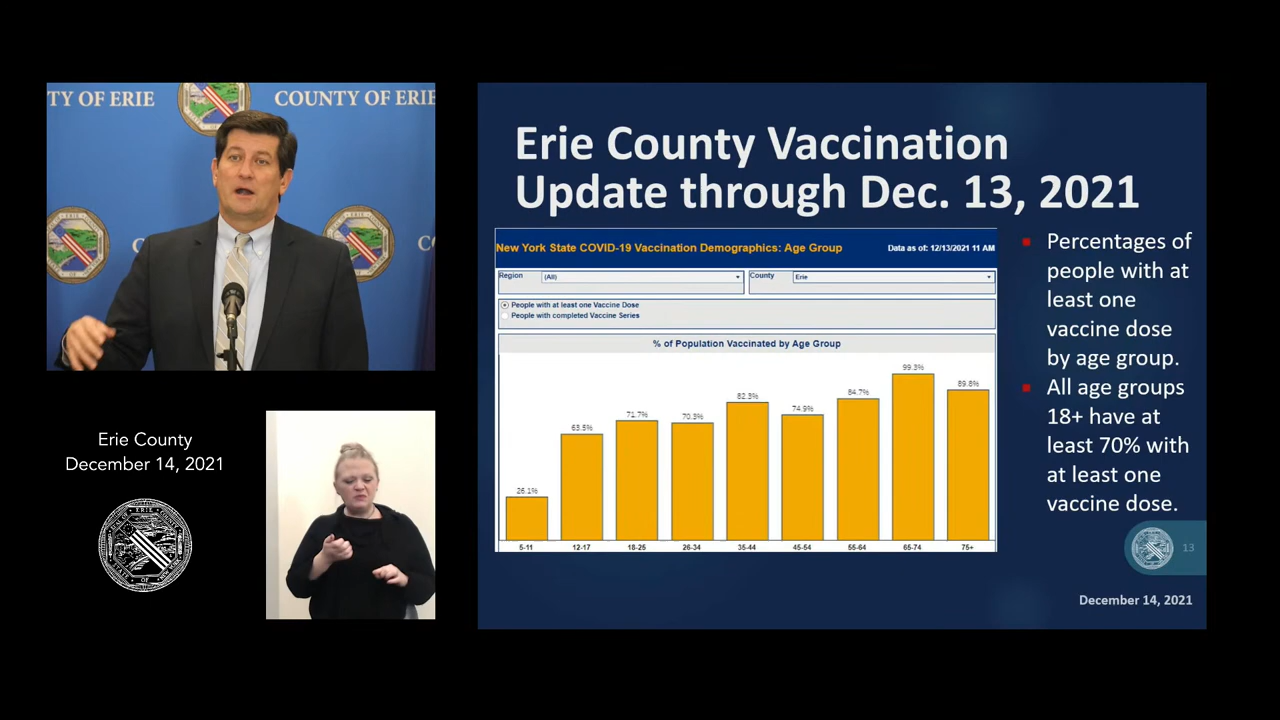 TY OF ERIE
COUNTY OF ERIE
Erie County
December 14, 2021
Erie County Vaccination
Update through Dec. 13, 2021
New York State COVID-19 Vaccination Demographics: Age Group
Data as of: 12/13/2021 11 AM
Region
(All)
County
Erie
People with at least one Vaccine Dose
People with completed Vaccine Series
% of Population Vaccinated by Age Group
26.1%
63.5%
71.7%
70.3%
82.3%
74.9%
84.7%
99.3%
89.8%
5-11
12-17
18-25
26-34
35-44
45-54
55-64
65-74
75+
Percentages of
people with at
least one
vaccine dose
by age group.
All age groups
18+ have at
least 70% with
at least one
vaccine dose.
13
December 14, 2021